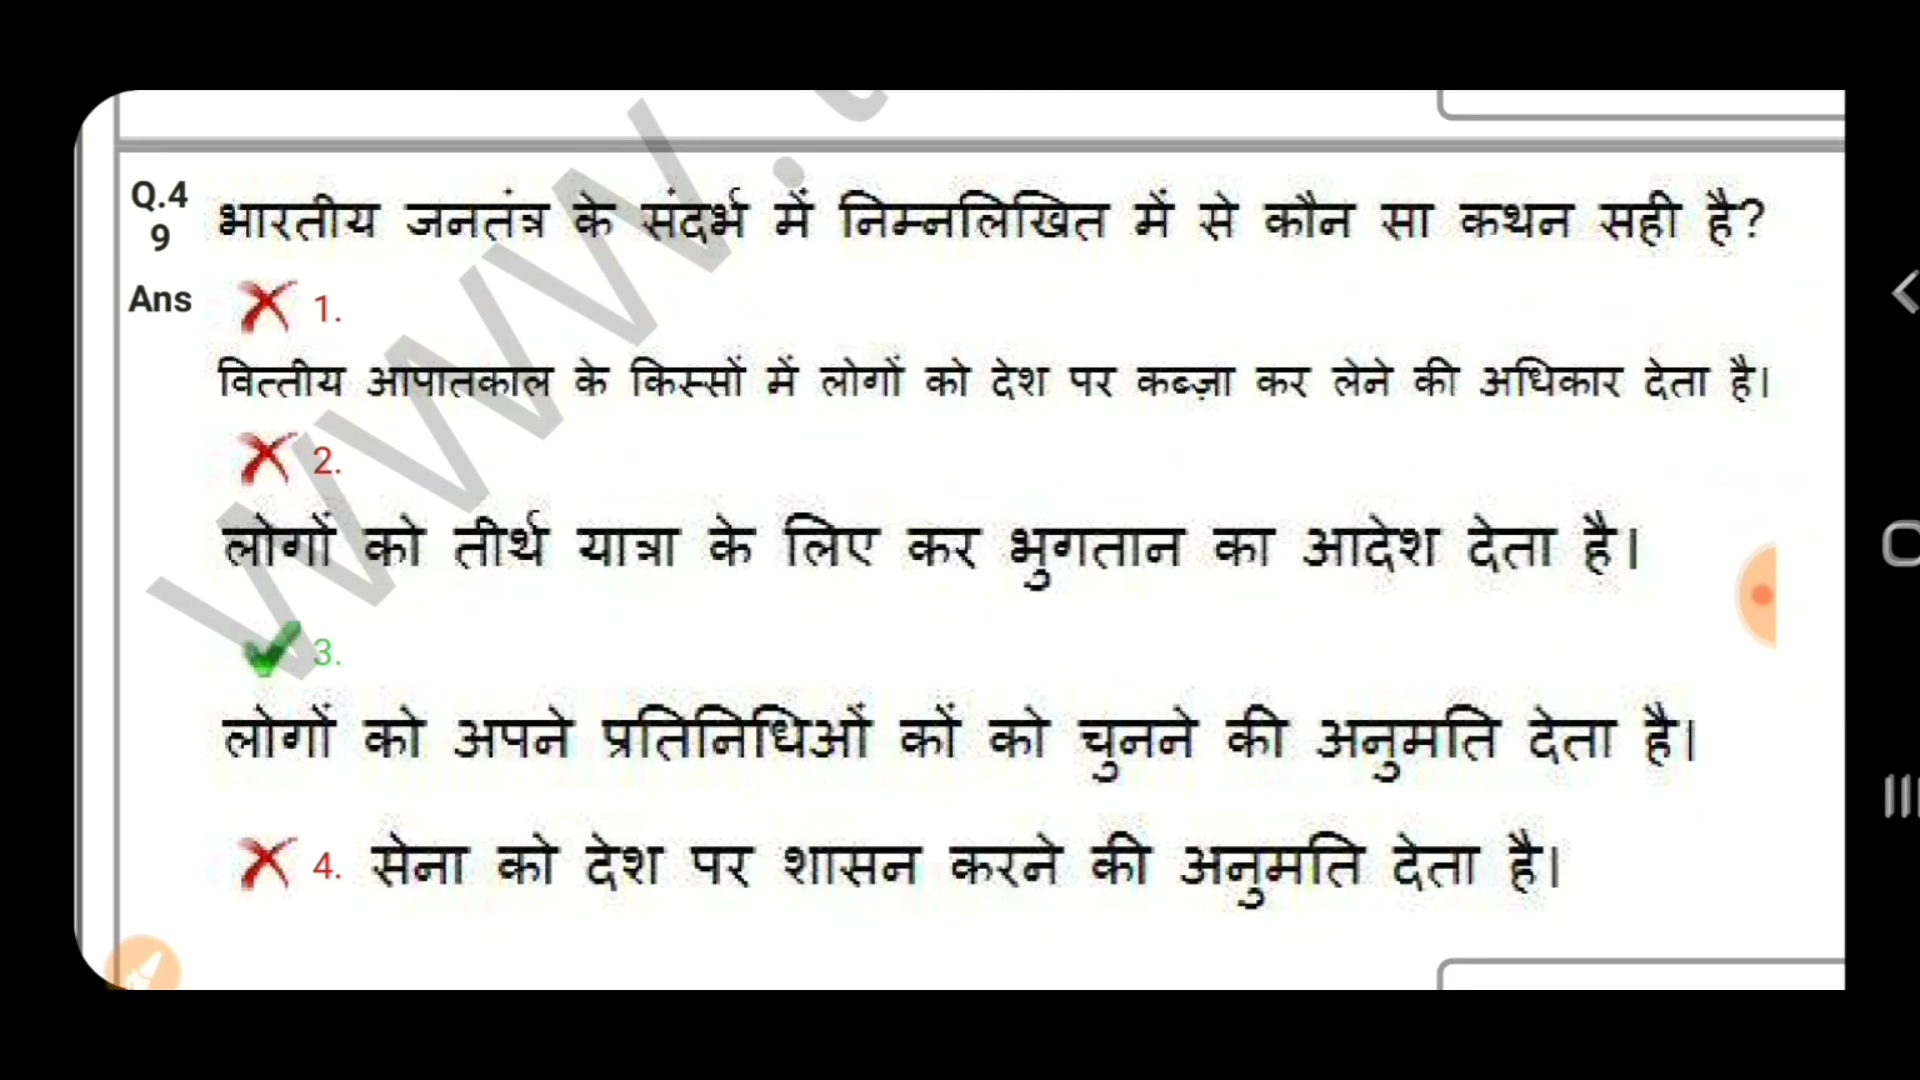 Q.4
9
भारतीय जनतंत्र के संदर्भ में निम्नलिखित में से कौन सा कथन सही है?
Ans
1.
वित्तीय आपातकाल के किस्सों में लोगों को देश पर कब्ज़ा कर लेने की अधिकार देता है।
2.
लोगों को तीर्थ यात्रा के लिए कर भुगतान का आदेश देता है।
3.
लोगों को अपने प्रतिनिधिओं कों को चुनने की अनुमति देता है।
4. सेना को देश पर शासन करने की अनुमति देता है।
www.